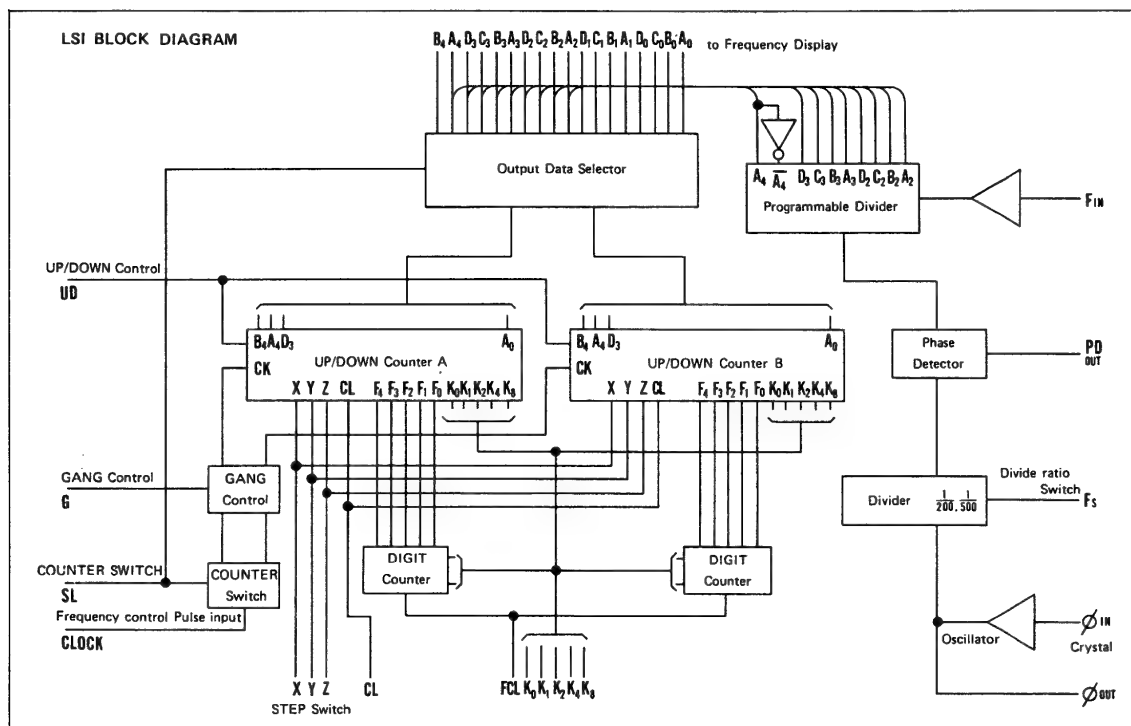 LSI BLOCK DIAGRAM
B₄ A₄ D₃ C₃ B₃ A₃ D₂ C₂ B₂ A₂ D₁ C₁ B₁ A₁ D₀ C₀ B₀ A₀ to Frequency Display
Output Data Selector
A₄ A̅₄ D₃ C₃ B₃ A₃ D₂ C₂ B₂ A₂
Programmable Divider
FIN
UP/DOWN Control
UD
B₄ A₄ D₃ A₀
UP/DOWN Counter A
CK
X Y Z CL F₄ F₃ F₂ F₁ F₀ K₀ K₁ K₂ K₄ K₈
B₄ A₄ D₃ A₀
UP/DOWN Counter B
CK
X Y Z CL F₄ F₃ F₂ F₁ F₀ K₀ K₁ K₂ K₄ K₈
Phase
Detector
PD
OUT
GANG Control
G
GANG
Control
Divider 1/200, 1/500
Divide ratio
Switch
FS
COUNTER SWITCH
SL
COUNTER
Switch
Frequency control Pulse input
CLOCK
DIGIT
Counter
DIGIT
Counter
Oscillator
∅IN
Crystal
∅OUT
X Y Z
STEP Switch
CL
FCL K₀ K₁ K₂ K₄ K₈